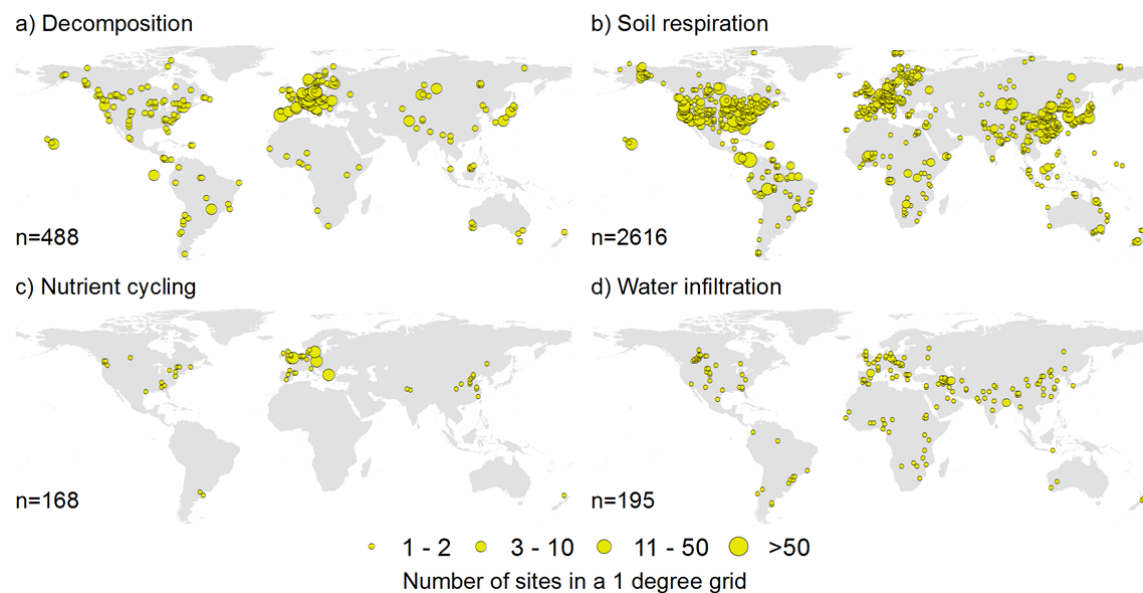 a) Decomposition
b) Soil respiration
n=488
n=2616
c) Nutrient cycling
d) Water infiltration
n=168
n=195
1 - 2 3 - 10 11 - 50 >50
Number of sites in a 1 degree grid